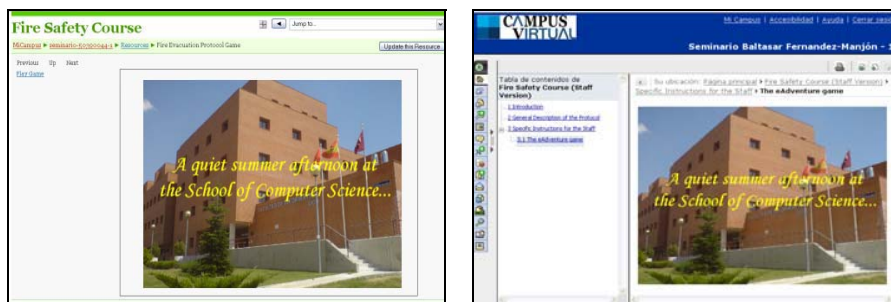 Fire Safety Course
Jump to...
MiCampus ▶ seminario-50790044-1 ▶ Resources ▶ Fire Evacuation Protocol Game
Update this Resource
Previous Up Next
Play Game
A quiet summer afternoon at
the School of Computer Science...
CAMPUS
VIRTUAL
Mi Campus | Accesibilidad | Ayuda | Cerrar
Seminario Baltasar Fernandez-Manjón -
Tabla de contenidos de
Fire Safety Course (Staff
Version)
1 Introduction
2 General Description of the Protocol
3 Specific Instructions for the Staff
3.1 The eAdventure game
Su ubicación: Página principal ▶ Fire Safety Course (Staff Version) ▶
Specific Instructions for the Staff ▶ The eAdventure game
A quiet summer afternoon at
the School of Computer Science...